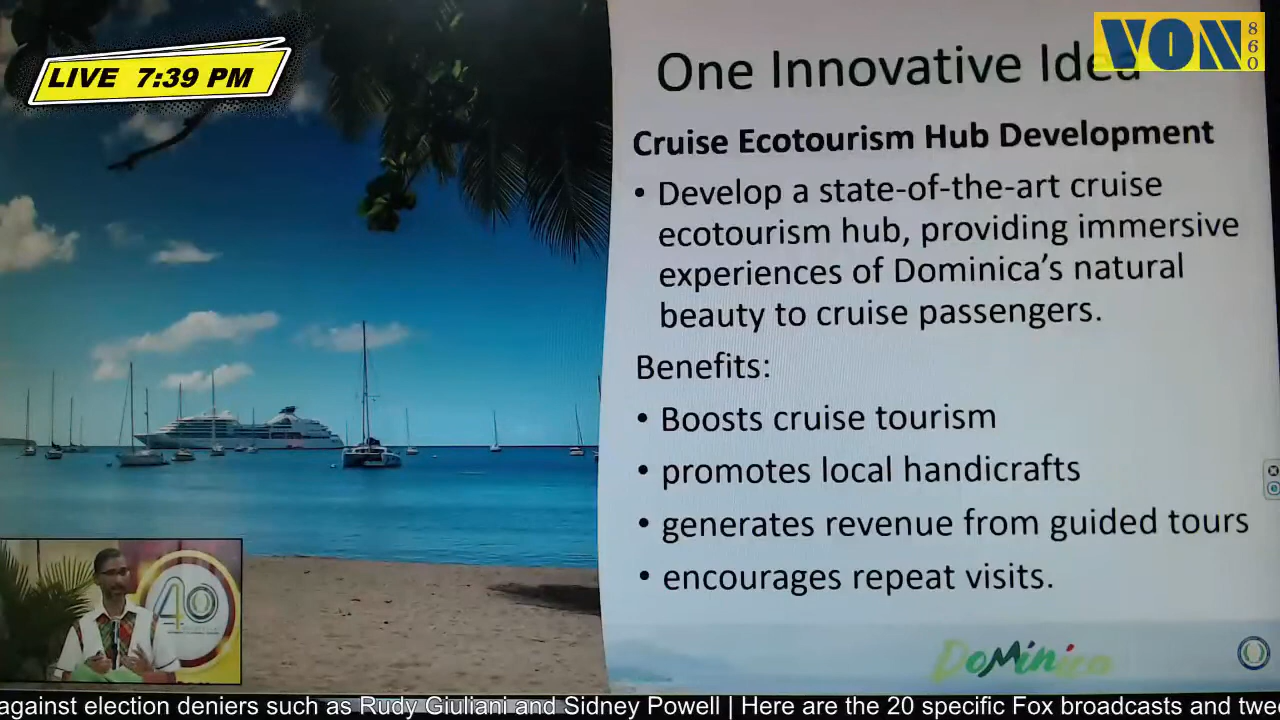 LIVE 7:39 PM
VON
860
One Innovative Idea
Cruise Ecotourism Hub Development
• Develop a state-of-the-art cruise
ecotourism hub, providing immersive
experiences of Dominica's natural
beauty to cruise passengers.
Benefits:
• Boosts cruise tourism
• promotes local handicrafts
• generates revenue from guided tours
• encourages repeat visits.
40
Dominica
against election deniers such as Rudy Giuliani and Sidney Powell | Here are the 20 specific Fox broadcasts and twee